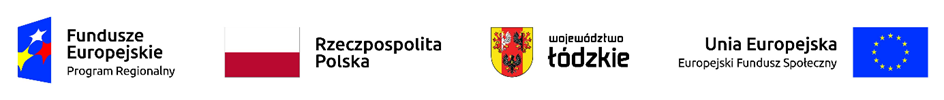 Fundusze
Europejskie
Program Regionalny
Rzeczpospolita
Polska
województwo
łódzkie
Unia Europejska
Europejski Fundusz Społeczny